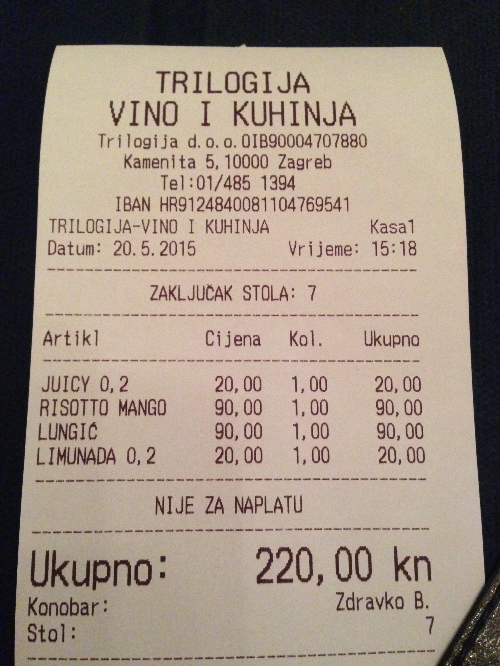 TRILOGIJA
VINO I KUHINJA
Trilogija d.o.o.OIB90004707880
Kamenita 5,10000 Zagreb
Tel:01/485 1394
IBAN HR9124840081104769541
TRILOGIJA-VINO I KUHINJA Kasa1
Datum: 20.5.2015 Vrijeme: 15:18
ZAKLJUČAK STOLA: 7
Artikl Cijena Kol. Ukupno
JUICY 0,2 20,00 1,00 20,00
RISOTTO MANGO 90,00 1,00 90,00
LUNGIĆ 90,00 1,00 90,00
LIMUNADA 0,2 20,00 1,00 20,00
NIJE ZA NAPLATU
Ukupno: 220,00 kn
Konobar: Zdravko B.
Stol: 7